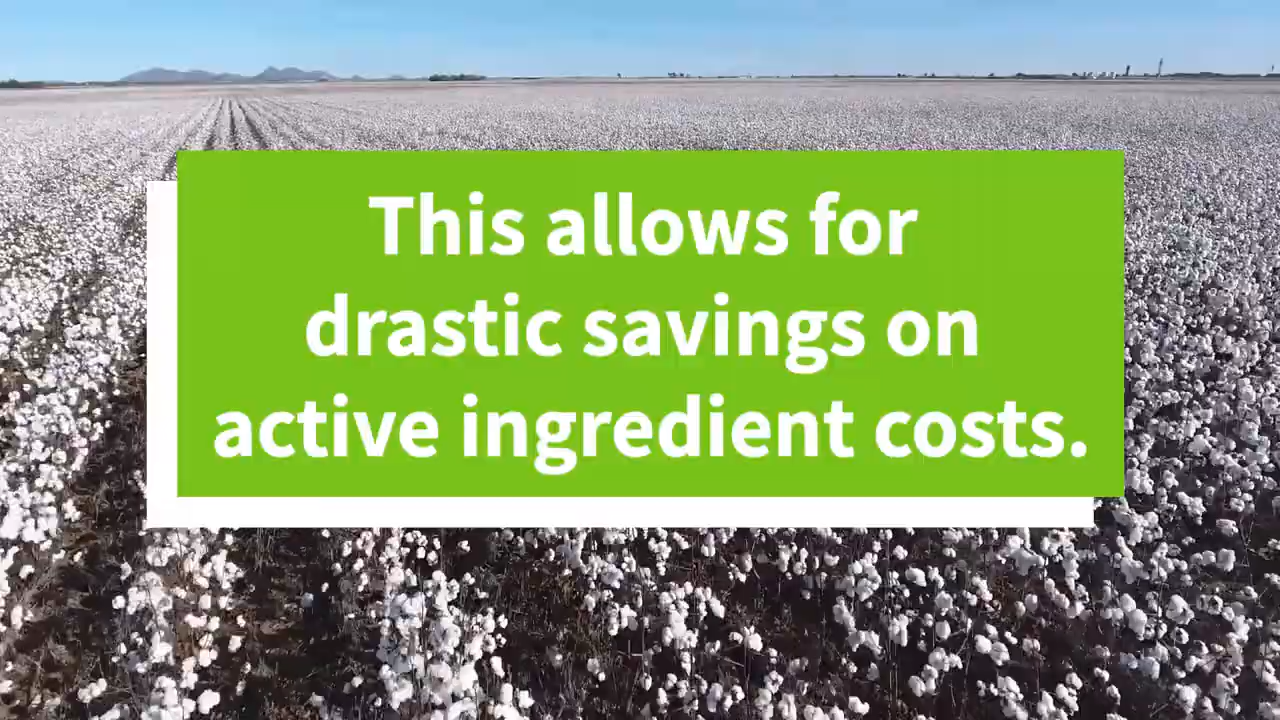 This allows for
drastic savings on
active ingredient costs.